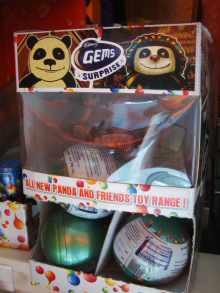 Cadbury
GEMS
SURPRISE
ALL NEW PANDA AND FRIENDS TOY RANGE!